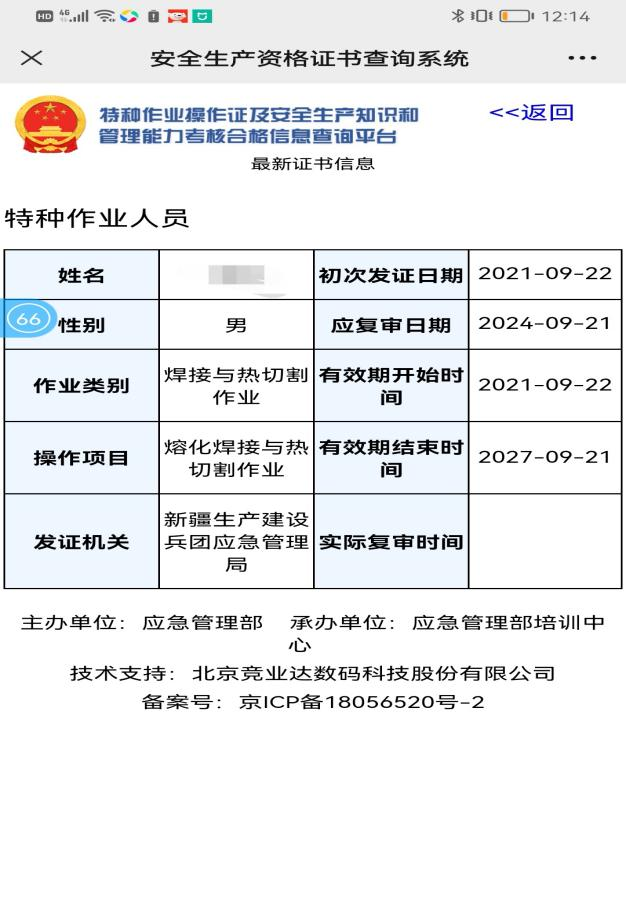 HD 4G 12:14
安全生产资格证书查询系统
特种作业操作证及安全生产知识和
管理能力考核合格信息查询平台
<<返回
最新证书信息
特种作业人员
姓名
初次发证日期
2021-09-22
66
性别
男
应复审日期
2024-09-21
作业类别
焊接与热切割
作业
有效期开始时
间
2021-09-22
操作项目
熔化焊接与热
切割作业
有效期结束时
间
2027-09-21
发证机关
新疆生产建设
兵团应急管理
局
实际复审时间
主办单位：应急管理部 承办单位：应急管理部培训中
心
技术支持：北京竞业达数码科技股份有限公司
备案号：京ICP备18056520号-2